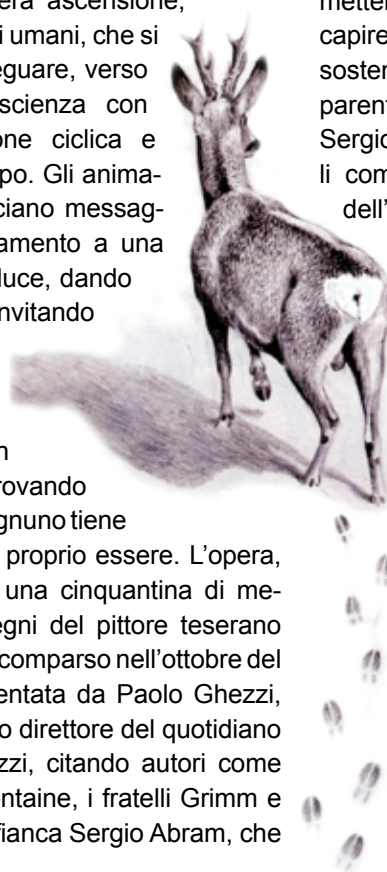 era ascensione,
i umani, che si
eguare, verso
scienza con
one ciclica e
po. Gli anima-
ciano messag-
amento a una
luce, dando
nvitando
n
rovando
gnuno tiene
proprio essere. L’opera,
una cinquantina di me-
egni del pittore teserano
comparso nell’ottobre del
entata da Paolo Ghezzi,
o direttore del quotidiano
zzi, citando autori come
ontaine, i fratelli Grimm e
fianca Sergio Abram, che
metter
capire
sosten
parent
Sergio
li com
dell’